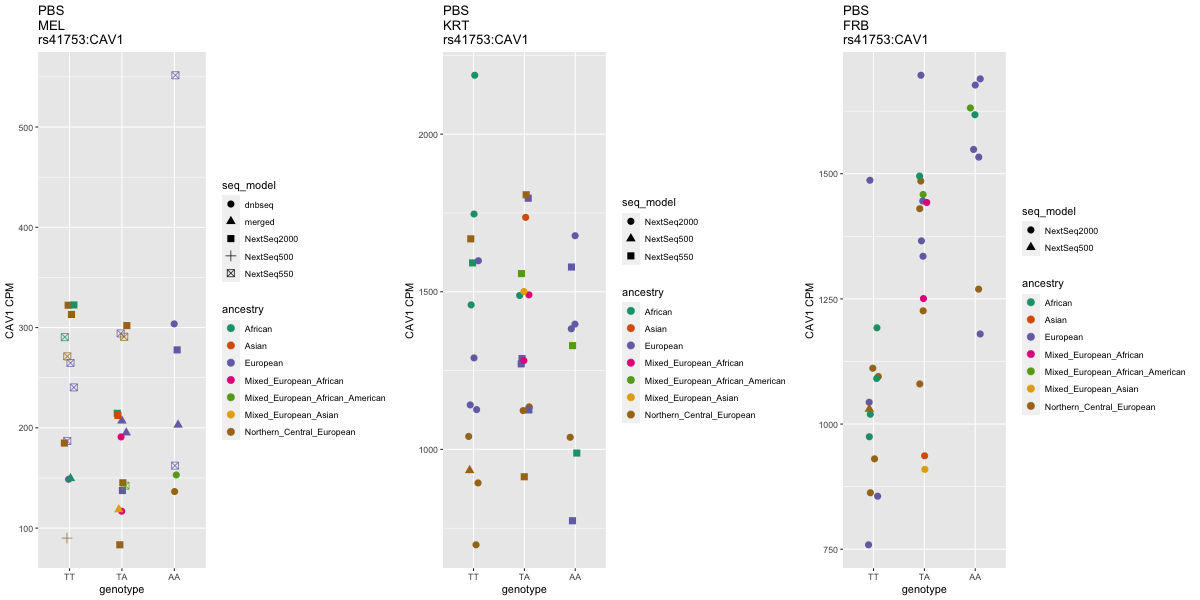 PBS
MEL
rs41753:CAV1
CAV1 CPM
500
400
300
200
100
TT
TA
AA
genotype
seq_model
dnbseq
merged
NextSeq2000
NextSeq500
NextSeq550
ancestry
African
Asian
European
Mixed_European_African
Mixed_European_African_American
Mixed_European_Asian
Northern_Central_European
PBS
KRT
rs41753:CAV1
CAV1 CPM
2000
1500
1000
TT
TA
AA
genotype
seq_model
NextSeq2000
NextSeq500
NextSeq550
ancestry
African
Asian
European
Mixed_European_African
Mixed_European_African_American
Mixed_European_Asian
Northern_Central_European
PBS
FRB
rs41753:CAV1
CAV1 CPM
1500
1250
1000
750
TT
TA
AA
genotype
seq_model
NextSeq2000
NextSeq500
ancestry
African
Asian
European
Mixed_European_African
Mixed_European_African_American
Mixed_European_Asian
Northern_Central_European